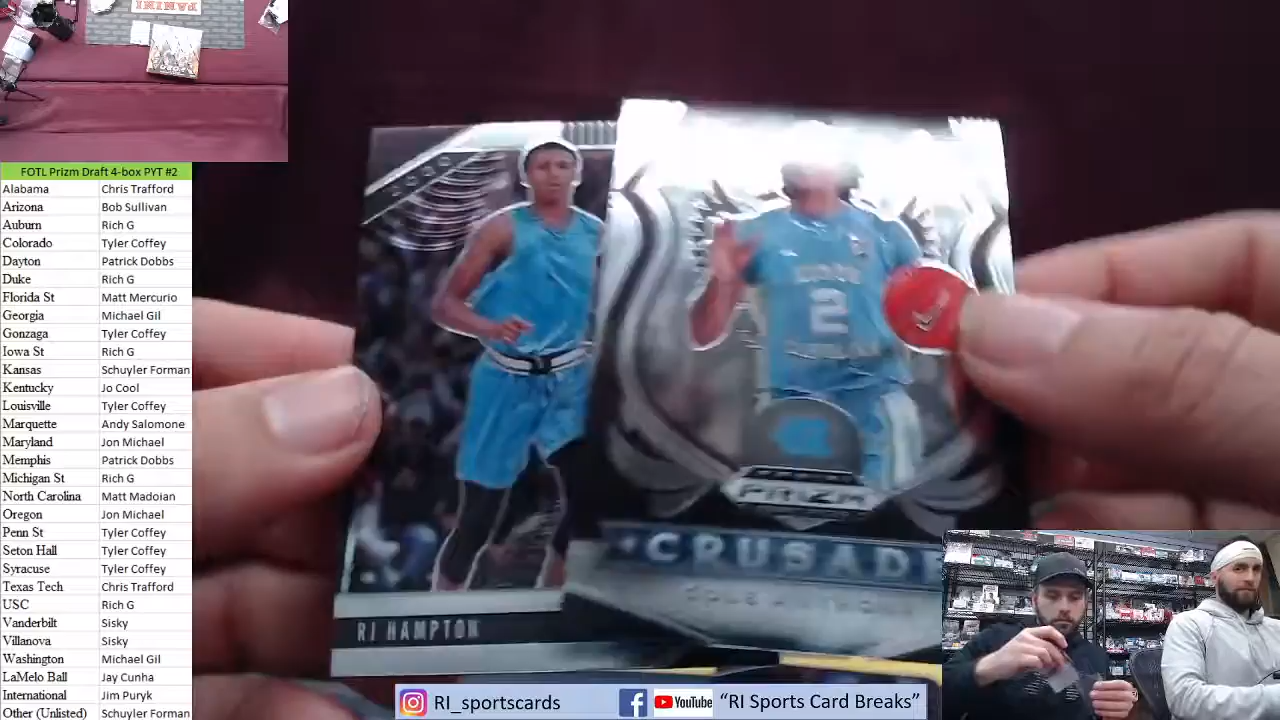 PANINI
FOTL Prizm Draft 4-box PYT #2
Alabama Chris Trafford
Arizona Bob Sullivan
Auburn Rich G
Colorado Tyler Coffey
Dayton Patrick Dobbs
Duke Rich G
Florida St Matt Mercurio
Georgia Michael Gil
Gonzaga Tyler Coffey
Iowa St Rich G
Kansas Schuyler Forman
Kentucky Jo Cool
Louisville Tyler Coffey
Marquette Andy Salomone
Maryland Jon Michael
Memphis Patrick Dobbs
Michigan St Rich G
North Carolina Matt Madoian
Oregon Jon Michael
Penn St Tyler Coffey
Seton Hall Tyler Coffey
Syracuse Tyler Coffey
Texas Tech Chris Trafford
USC Rich G
Vanderbilt Sisky
Villanova Sisky
Washington Michael Gil
LaMelo Ball Jay Cunha
International Jim Puryk
Other (Unlisted) Schuyler Forman
RJ HAMPTON
2
PRIZM
CRUSADE
RI_sportscards
YouTube "RI Sports Card Breaks"